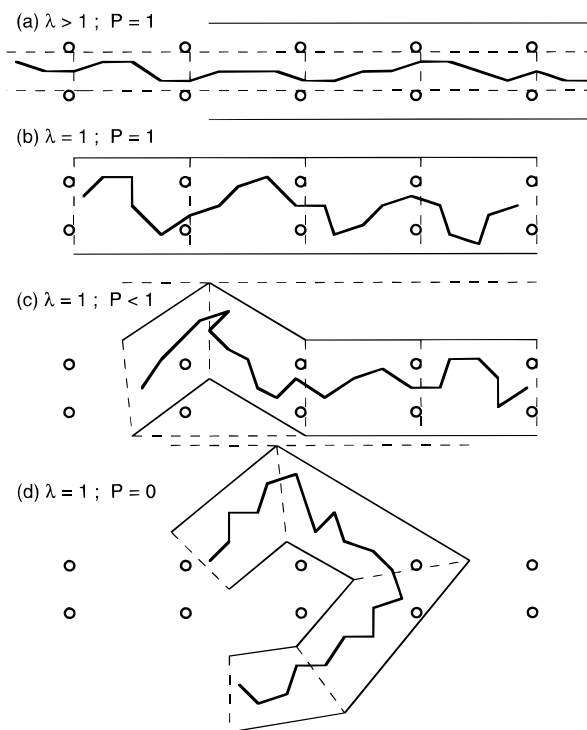 (a) λ > 1 ; P = 1
(b) λ = 1 ; P = 1
(c) λ = 1 ; P < 1
(d) λ = 1 ; P = 0